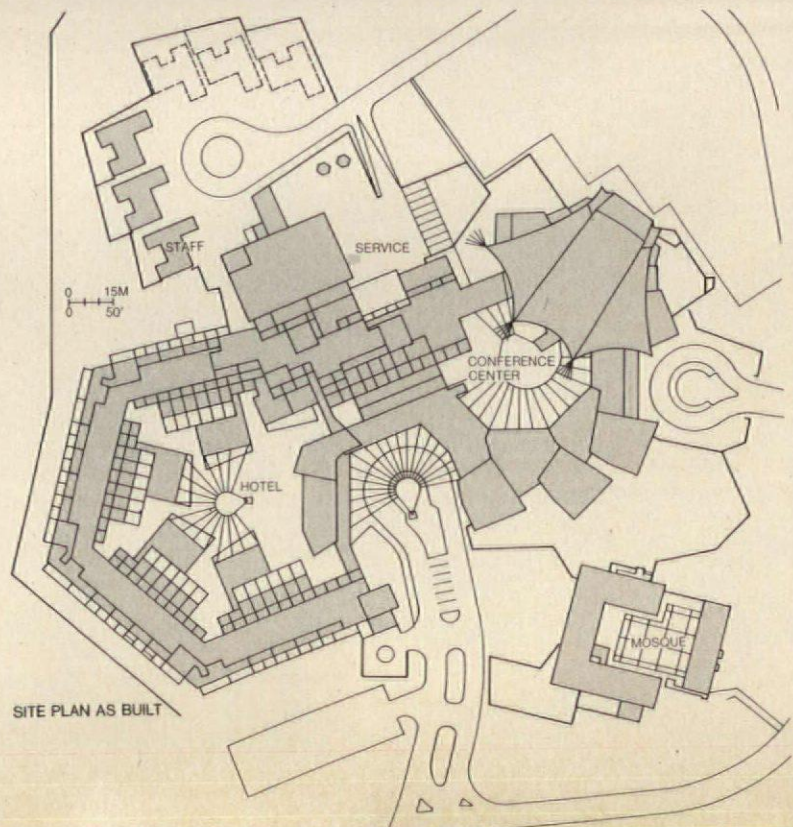 STAFF
SERVICE
0 15M
0 50'
CONFERENCE
CENTER
HOTEL
MOSQUE
SITE PLAN AS BUILT